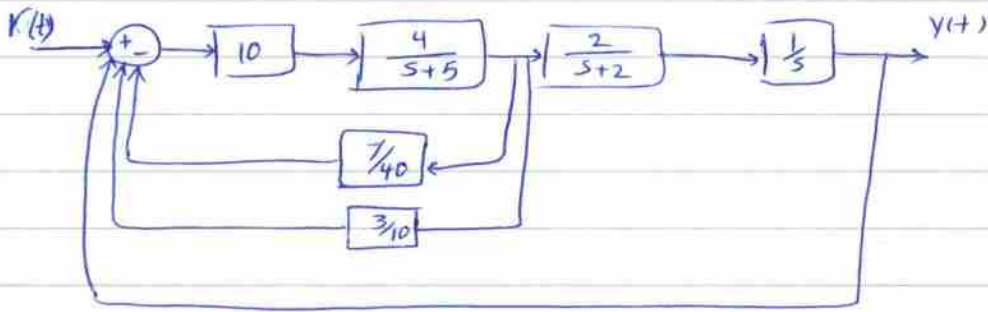 r(t)
+ -
10
4/(s+5)
2/(s+2)
1/s
y(t)
7/40
3/10